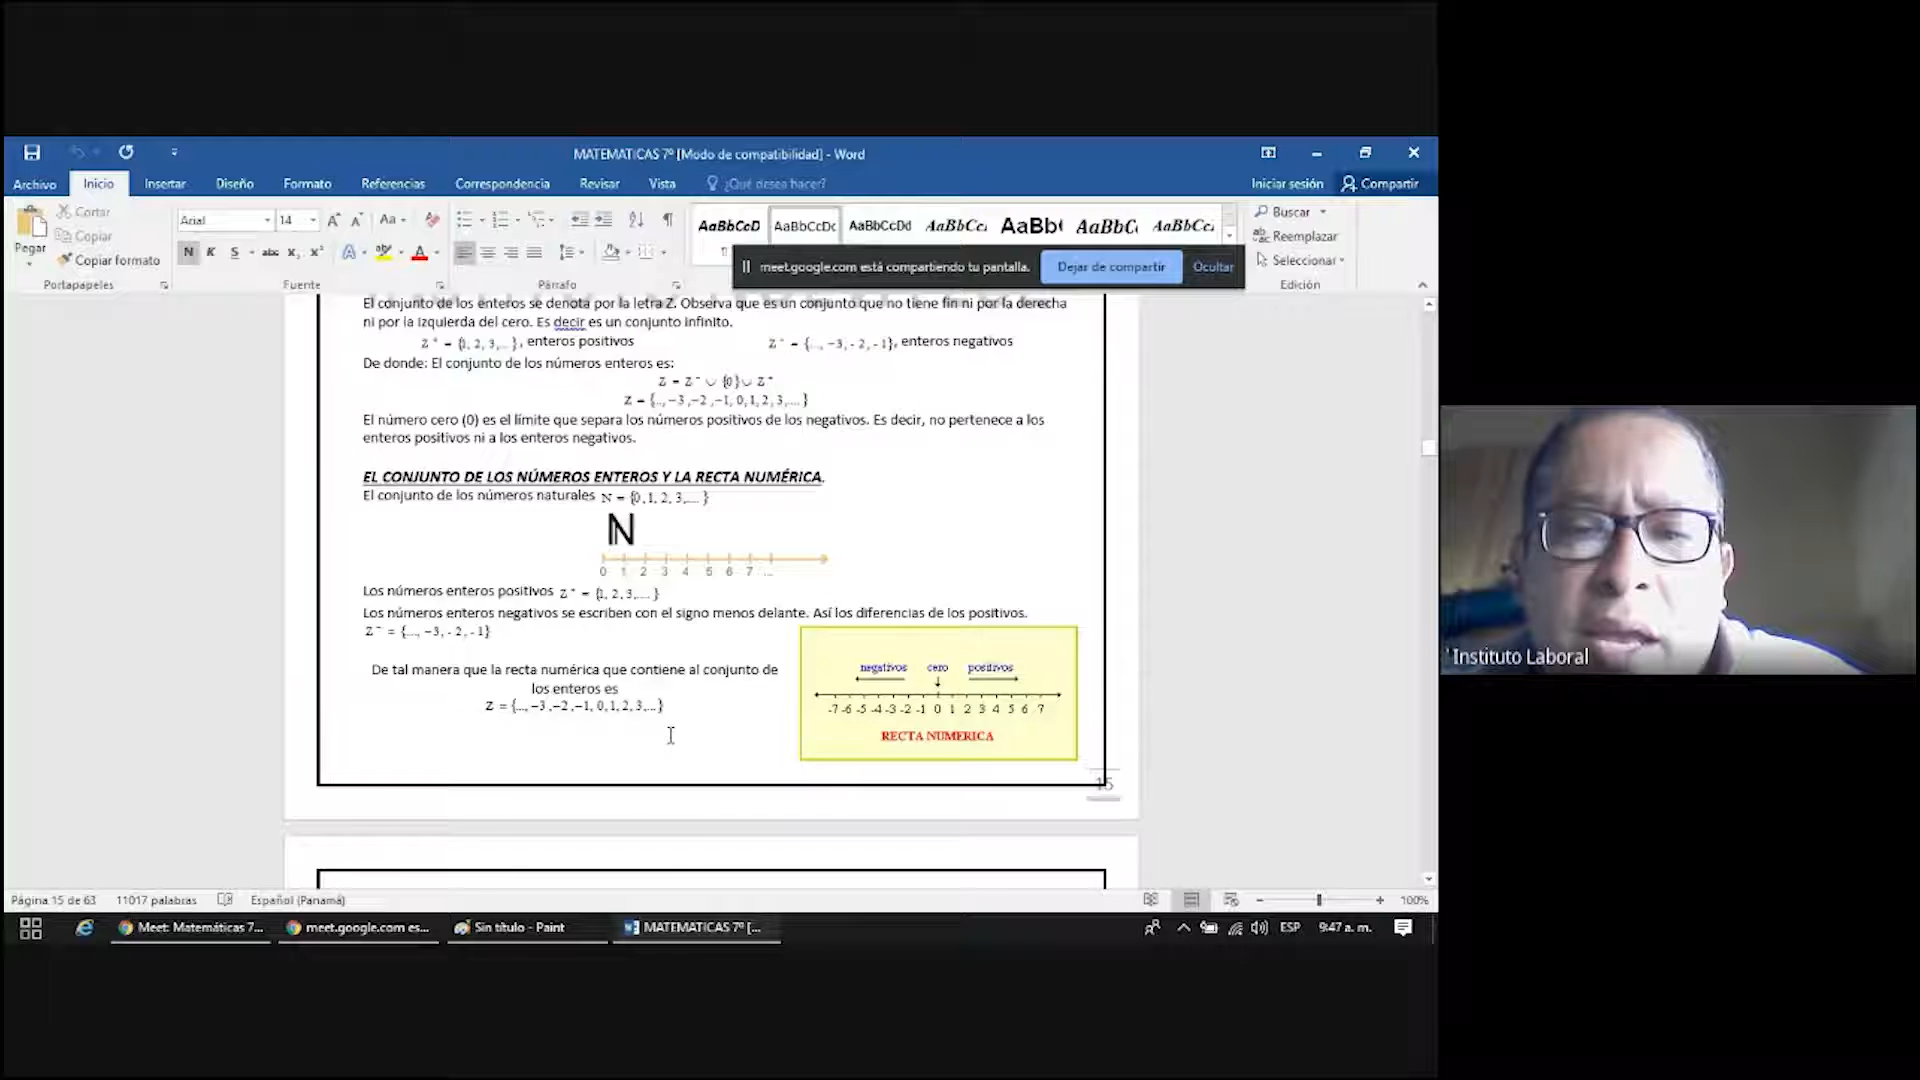 MATEMATICAS 7º [Modo de compatibilidad] - Word
Archivo Inicio Insertar Diseño Formato Referencias Correspondencia Revisar Vista ¿Qué desea hacer? Iniciar sesión Compartir
Pegar
Cortar
Copiar
Copiar formato
Portapapeles
Arial 14
Aa
N K S abc x₂ x²
Fuente
Párrafo
AaBbCcD AaBbCcDc AaBbCcDd AaBbCc AaBb( AaBbC AaBbCc
Buscar
Reemplazar
Seleccionar
Edición
meet.google.com está compartiendo tu pantalla. Dejar de compartir Ocultar
El conjunto de los enteros se denota por la letra Z. Observa que es un conjunto que no tiene fin ni por la derecha
ni por la izquierda del cero. Es decir es un conjunto infinito.
Z⁺ = {1, 2, 3,...}, enteros positivos Z⁻ = {..., −3, - 2, - 1}, enteros negativos
De donde: El conjunto de los números enteros es:
Z = Z⁻ ∪ {0} ∪ Z⁺
Z = {..., −3 ,−2 ,−1, 0, 1, 2, 3,.... }
El número cero (0) es el límite que separa los números positivos de los negativos. Es decir, no pertenece a los
enteros positivos ni a los enteros negativos.
EL CONJUNTO DE LOS NÚMEROS ENTEROS Y LA RECTA NUMÉRICA.
El conjunto de los números naturales N = {0, 1, 2, 3,.... }
ℕ
0 1 2 3 4 5 6 7 ...
Los números enteros positivos Z⁺ = {1, 2, 3,.... }
Los números enteros negativos se escriben con el signo menos delante. Así los diferencias de los positivos.
Z⁻ = {..., −3, - 2, - 1}
De tal manera que la recta numérica que contiene al conjunto de
los enteros es
Z = {..., −3 ,−2 ,−1, 0, 1, 2, 3,...}
negativos cero positivos
-7 -6 -5 -4 -3 -2 -1 0 1 2 3 4 5 6 7
RECTA NUMERICA
15
Instituto Laboral
Página 15 de 63 11017 palabras Español (Panamá) 100%
Meet: Matemáticas 7... meet.google.com es... Sin título - Paint MATEMATICAS 7º [... ESP 9:47 a. m.